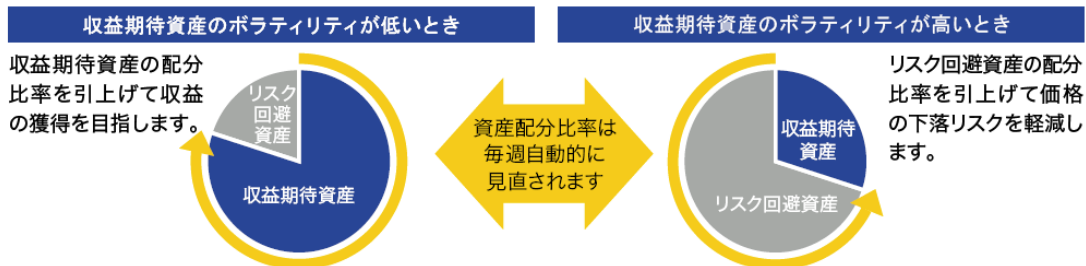 収益期待資産のボラティリティが低いとき
収益期待資産の配分
比率を引上げて収益
の獲得を目指します。
リスク
回避
資産
収益期待資産
資産配分比率は
毎週自動的に
見直されます
収益期待資産のボラティリティが高いとき
収益期待
資産
リスク回避資産
リスク回避資産の配分
比率を引上げて価格
の下落リスクを軽減し
ます。